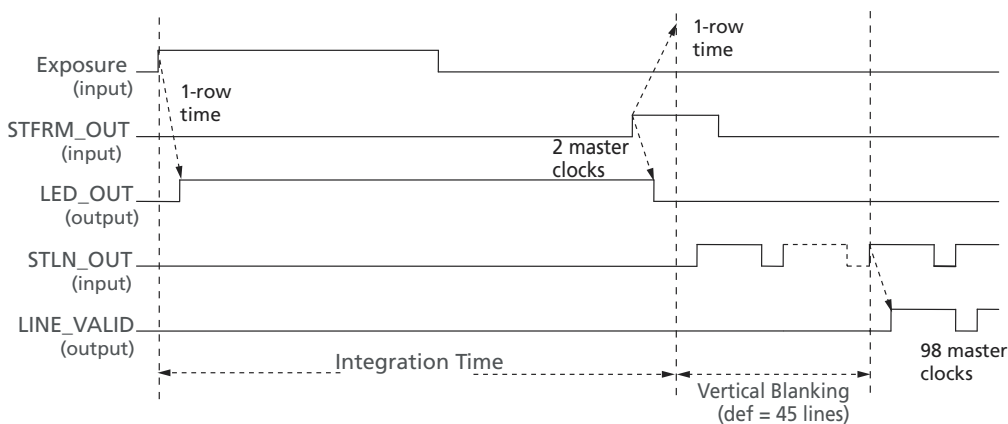 1-row
time
Exposure
(input)
1-row
time
STFRM_OUT
(input)
2 master
clocks
LED_OUT
(output)
STLN_OUT
(input)
LINE_VALID
(output)
98 master
clocks
Integration Time
Vertical Blanking
(def = 45 lines)